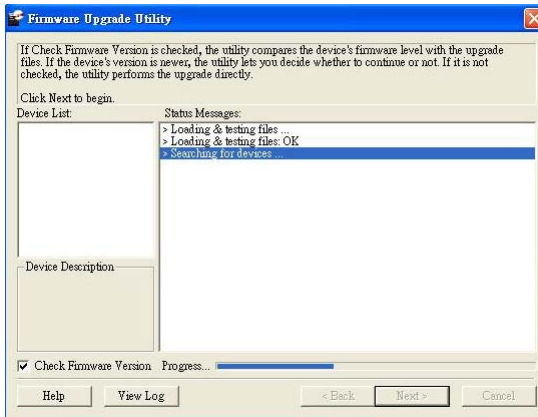 Firmware Upgrade Utility
If Check Firmware Version is checked, the utility compares the device's firmware level with the upgrade
files. If the device's version is newer, the utility lets you decide whether to continue or not. If it is not
checked, the utility performs the upgrade directly.
Click Next to begin.
Device List:
Status Messages:
> Loading & testing files ...
> Loading & testing files: OK
> Searching for devices ...
Device Description
Check Firmware Version Progress...
Help View Log < Back Next > Cancel